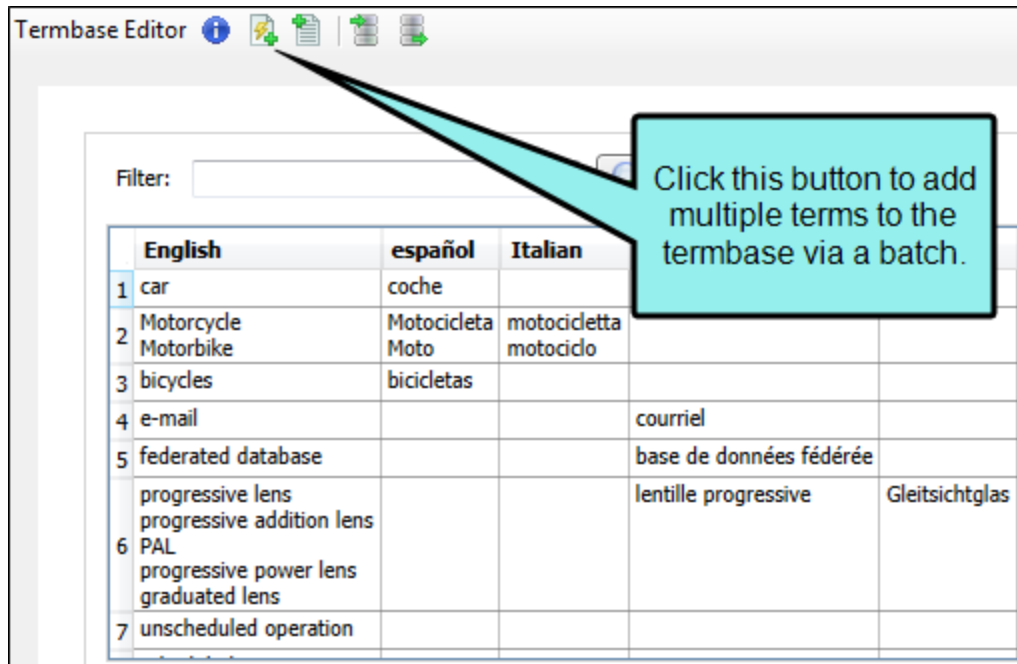 Termbase Editor
Click this button to add
multiple terms to the
termbase via a batch.
Filter:
English español Italian
1 car coche
2 Motorcycle Motocicleta motocicletta
Motorbike Moto motociclo
3 bicycles bicicletas
4 e-mail courriel
5 federated database base de données fédérée
progressive lens lentille progressive Gleitsichtglas
progressive addition lens
6 PAL
progressive power lens
graduated lens
7 unscheduled operation